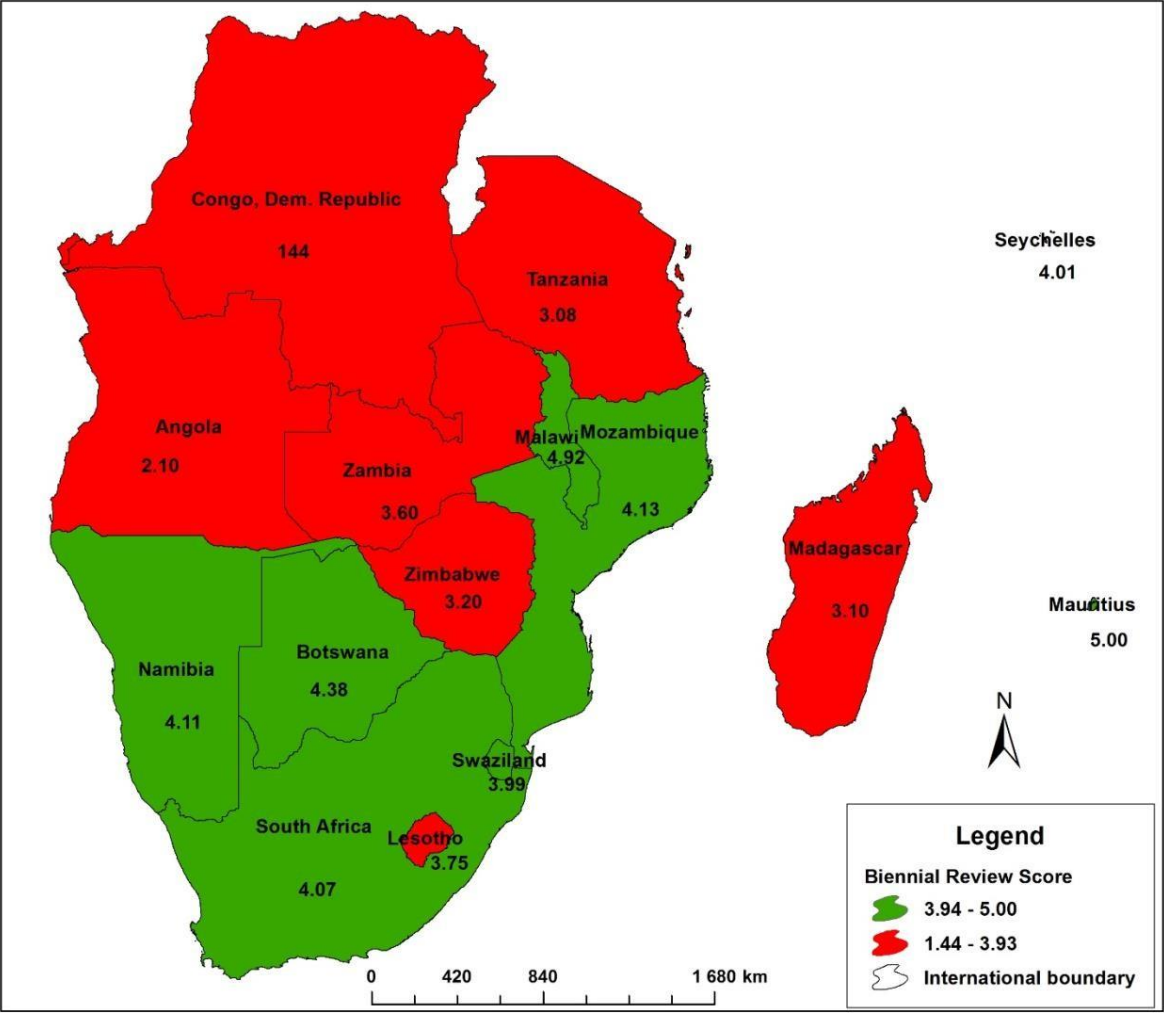 Congo, Dem. Republic
144
Seychelles
4.01
Tanzania
3.08
Angola
2.10
Malawi
4.92
Mozambique
4.13
Zambia
3.60
Madagascar
3.10
Zimbabwe
3.20
Mauritius
5.00
Namibia
4.11
Botswana
4.38
N
Swaziland
3.99
South Africa
4.07
Lesotho
3.75
Legend
Biennial Review Score
3.94 - 5.00
1.44 - 3.93
International boundary
0 420 840 1 680 km